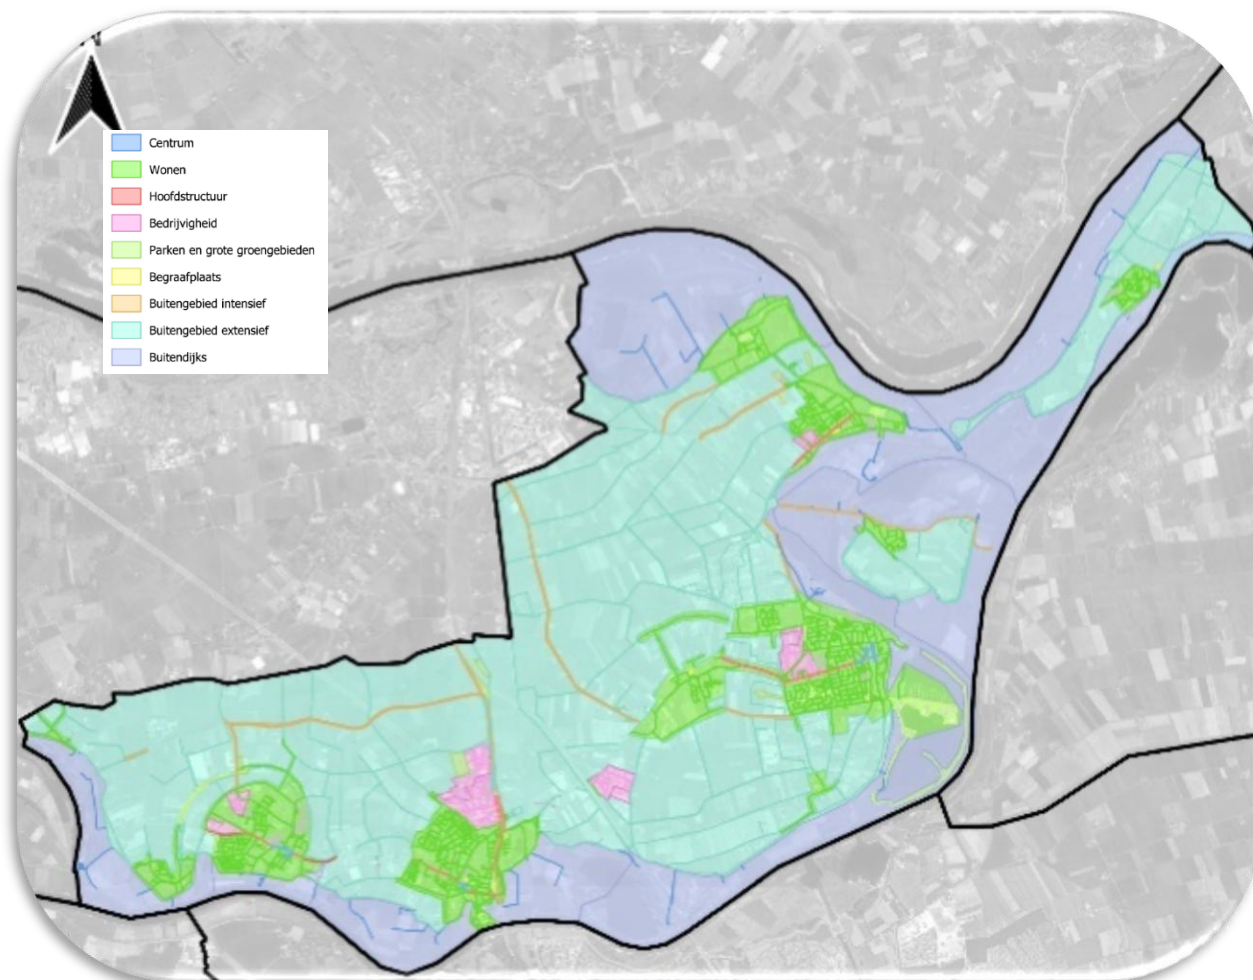 Centrum
Wonen
Hoofdstructuur
Bedrijvigheid
Parken en grote groengebieden
Begraafplaats
Buitengebied intensief
Buitengebied extensief
Buitendijks